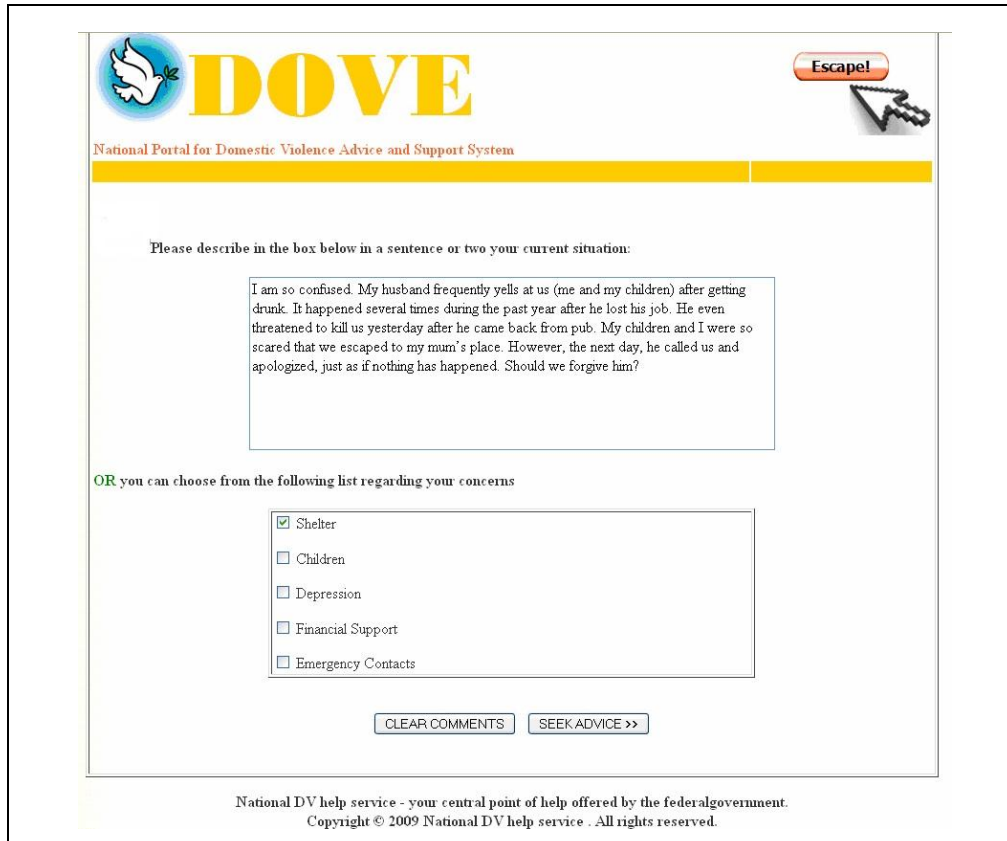 DOVE
Escape!
National Portal for Domestic Violence Advice and Support System
Please describe in the box below in a sentence or two your current situation:
I am so confused. My husband frequently yells at us (me and my children) after getting
drunk. It happened several times during the past year after he lost his job. He even
threatened to kill us yesterday after he came back from pub. My children and I were so
scared that we escaped to my mum's place. However, the next day, he called us and
apologized, just as if nothing has happened. Should we forgive him?
OR you can choose from the following list regarding your concerns
Shelter
Children
Depression
Financial Support
Emergency Contacts
CLEAR COMMENTS SEEK ADVICE >>
National DV help service - your central point of help offered by the federalgovernment.
Copyright © 2009 National DV help service . All rights reserved.